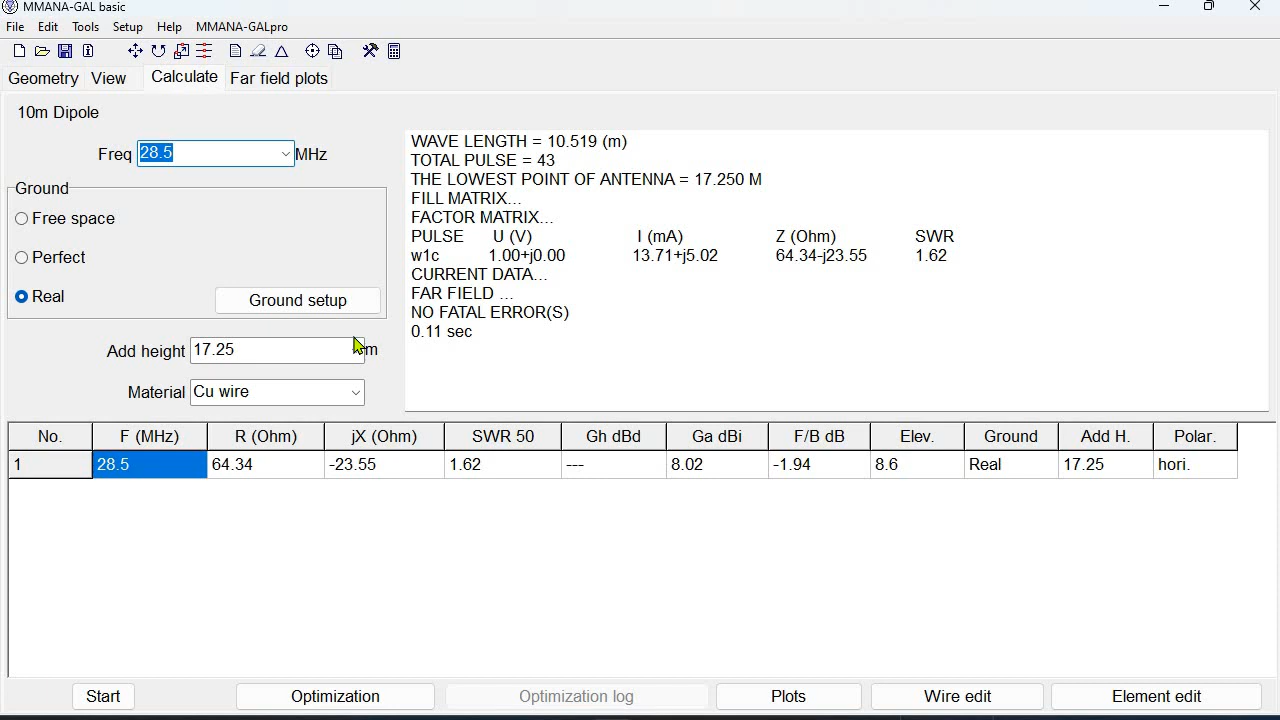 MMANA-GAL basic
File Edit Tools Setup Help MMANA-GALpro
Geometry View Calculate Far field plots
10m Dipole
Freq 28.5 MHz
Ground
Free space
Perfect
Real
Ground setup
Add height 17.25 m
Material Cu wire
WAVE LENGTH = 10.519 (m)
TOTAL PULSE = 43
THE LOWEST POINT OF ANTENNA = 17.250 M
FILL MATRIX...
FACTOR MATRIX...
PULSE U (V) I (mA) Z (Ohm) SWR
w1c 1.00+j0.00 13.71+j5.02 64.34-j23.55 1.62
CURRENT DATA...
FAR FIELD ...
NO FATAL ERROR(S)
0.11 sec
No. F (MHz) R (Ohm) jX (Ohm) SWR 50 Gh dBd Ga dBi F/B dB Elev. Ground Add H. Polar.
1 28.5 64.34 -23.55 1.62 --- 8.02 -1.94 8.6 Real 17.25 hori.
Start Optimization Optimization log Plots Wire edit Element edit